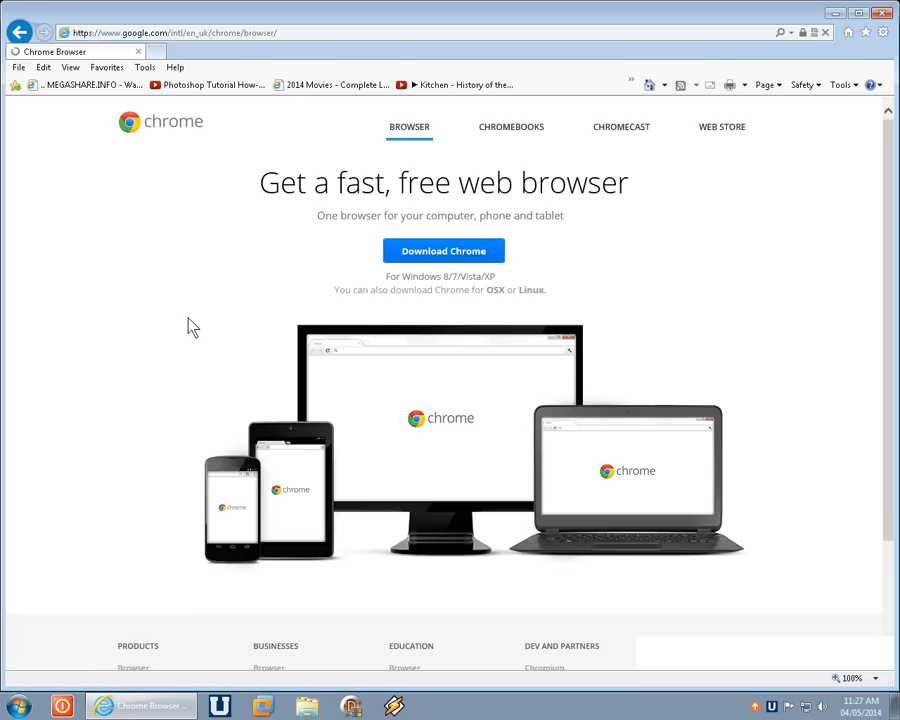 https://www.google.com/intl/en_uk/chrome/browser/
Chrome Browser
File Edit View Favorites Tools Help
.. MEGASHARE.INFO - Wa... Photoshop Tutorial How-... 2014 Movies - Complete L... ► Kitchen - History of the... » Page Safety Tools
chrome BROWSER CHROMEBOOKS CHROMECAST WEB STORE
Get a fast, free web browser
One browser for your computer, phone and tablet
Download Chrome
For Windows 8/7/Vista/XP
You can also download Chrome for OSX or Linux.
chrome
chrome
chrome
chrome
PRODUCTS BUSINESSES EDUCATION DEV AND PARTNERS
Browser Browser Browser Chromium
100%
Chrome Browser ... 11:27 AM
04/05/2014